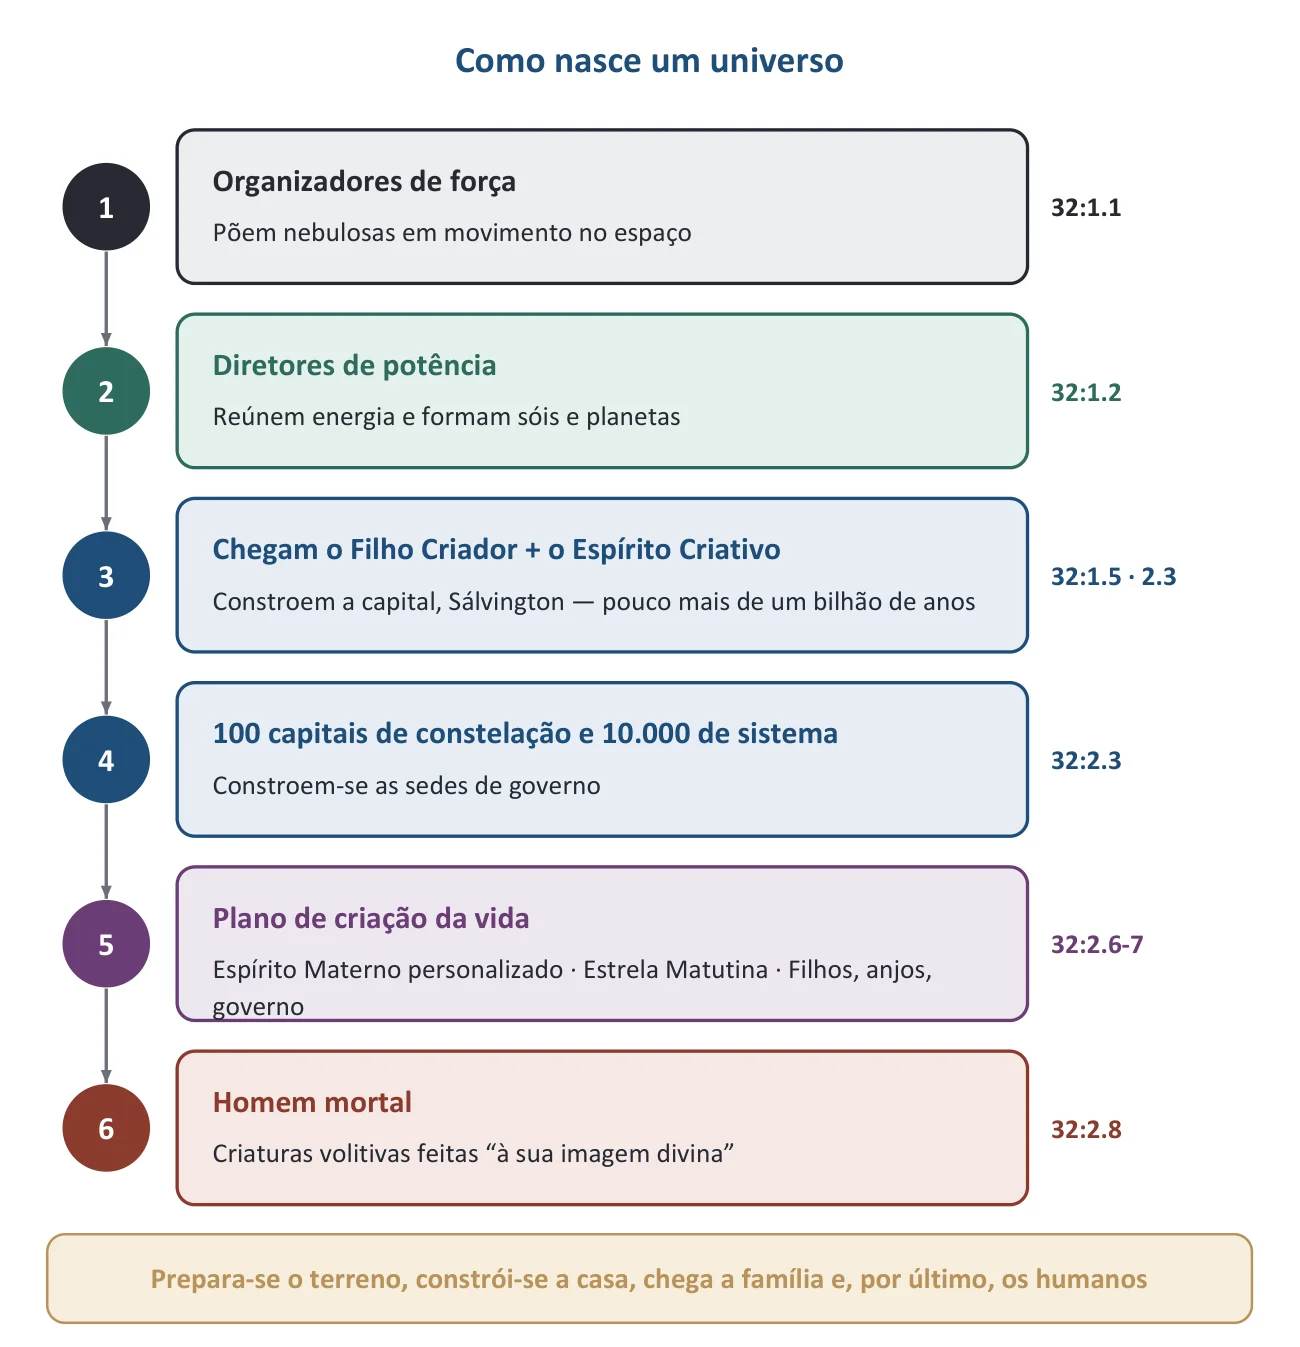 Como nasce um universo
1
Organizadores de força
Põem nebulosas em movimento no espaço
32:1.1
2
Diretores de potência
Reúnem energia e formam sóis e planetas
32:1.2
3
Chegam o Filho Criador + o Espírito Criativo
Constroem a capital, Sálvington — pouco mais de um bilhão de anos
32:1.5 · 2.3
4
100 capitais de constelação e 10.000 de sistema
Constroem-se as sedes de governo
32:2.3
5
Plano de criação da vida
Espírito Materno personalizado · Estrela Matutina · Filhos, anjos,
governo
32:2.6-7
6
Homem mortal
Criaturas volitivas feitas “à sua imagem divina”
32:2.8
Prepara-se o terreno, constrói-se a casa, chega a família e, por último, os humanos